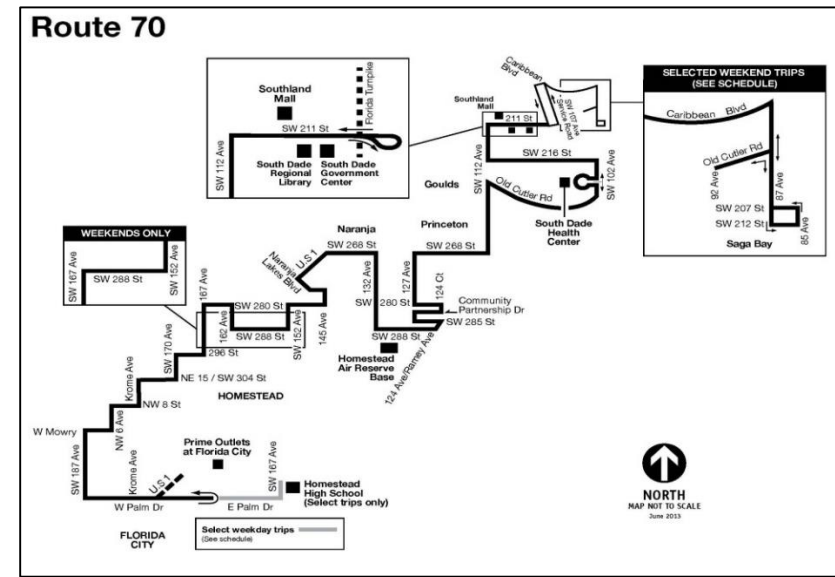 Route 70
Southland
Mall
Florida Turnpike
SW 211 St
SW 112 Ave
South Dade
Regional
Library
South Dade
Government
Center
Caribbean
Blvd
SW 107 Ave
Service Road
Southland
Mall
211 St
SW 112 Ave
SW 216 St
SW 102 Ave
Goulds
Old Cutler Rd
South Dade
Health
Center
SELECTED WEEKEND TRIPS
(SEE SCHEDULE)
Caribbean Blvd
Old Cutler Rd
92 Ave
87 Ave
SW 207 St
SW 212 St
85 Ave
Saga Bay
WEEKENDS ONLY
SW 167 Ave
SW 288 St
SW 152 Ave
Naranja
SW 268 St
U.S 1
Naranja
Lakes Blvd
Princeton
SW 268 St
132 Ave
127 Ave
124 Ct
SW 280 St
Community
Partnership Dr
SW 285 St
SW 288 St
124 Ave/Ramey Ave
Homestead
Air Reserve
Base
167 Ave
SW 280 St
162 Ave
SW 288 St
SW 152 Ave
145 Ave
296 St
SW 170 Ave
NE 15 / SW 304 St
Krome Ave
HOMESTEAD
NW 8 St
NW 6 Ave
W Mowry
SW 187 Ave
Krome Ave
U.S 1
Prime Outlets
at Florida City
SW 167 Ave
Homestead
High School
(Select trips only)
W Palm Dr
E Palm Dr
FLORIDA
CITY
Select weekday trips
(See schedule)
NORTH
MAP NOT TO SCALE
June 2013